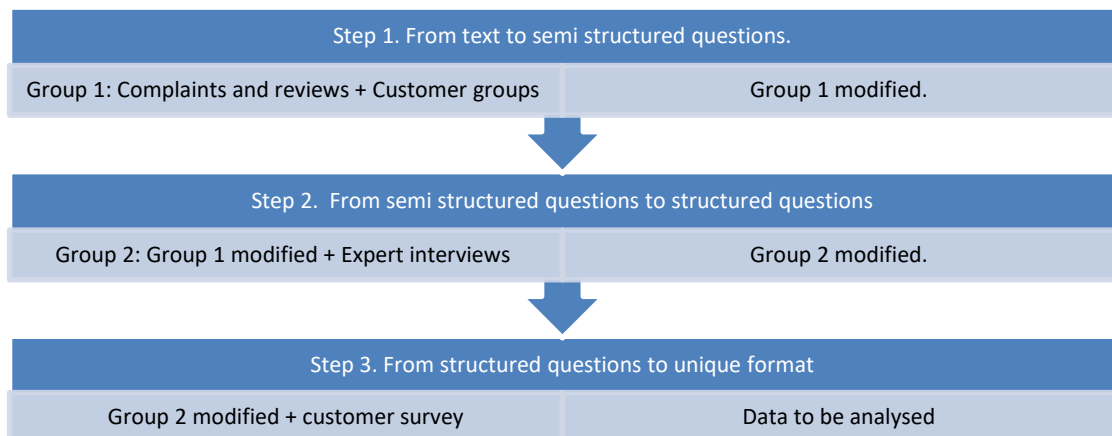 Step 1. From text to semi structured questions.
Group 1: Complaints and reviews + Customer groups
Group 1 modified.
Step 2.  From semi structured questions to structured questions
Group 2: Group 1 modified + Expert interviews
Group 2 modified.
Step 3. From structured questions to unique format
Group 2 modified + customer survey
Data to be analysed